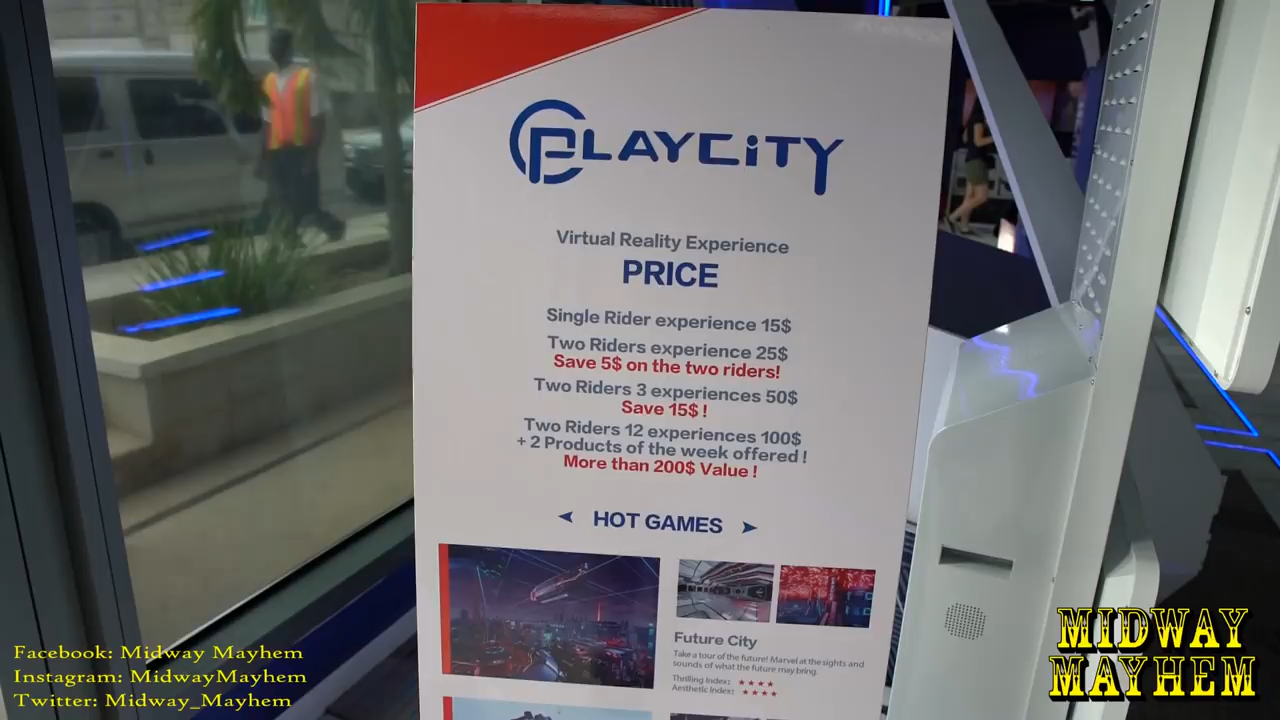 PLAYCiTY
Virtual Reality Experience
PRICE
Single Rider experience 15$
Two Riders experience 25$
Save 5$ on the two riders!
Two Riders 3 experiences 50$
Save 15$ !
Two Riders 12 experiences 100$
+ 2 Products of the week offered !
More than 200$ Value !
HOT GAMES
Future City
Take a tour of the future! Marvel at the sights and
sounds of what the future may bring.
Thrilling Index: ★★★★
Aesthetic Index: ★★★★
Facebook: Midway Mayhem
Instagram: MidwayMayhem
Twitter: Midway_Mayhem
MIDWAY
MAYHEM